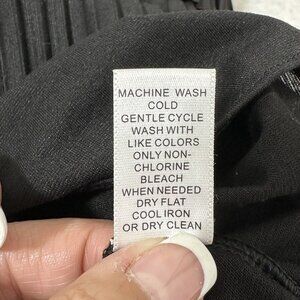 MACHINE WASH
COLD
GENTLE CYCLE
WASH WITH
LIKE COLORS
ONLY NON-
CHLORINE
BLEACH
WHEN NEEDED
DRY FLAT
COOL IRON
OR DRY CLEAN